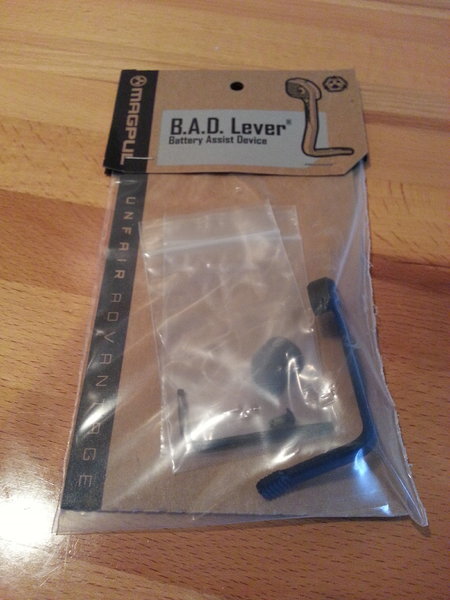 MAGPUL
B.A.D. Lever®
Battery Assist Device
UNFAIR ADVANTAGE